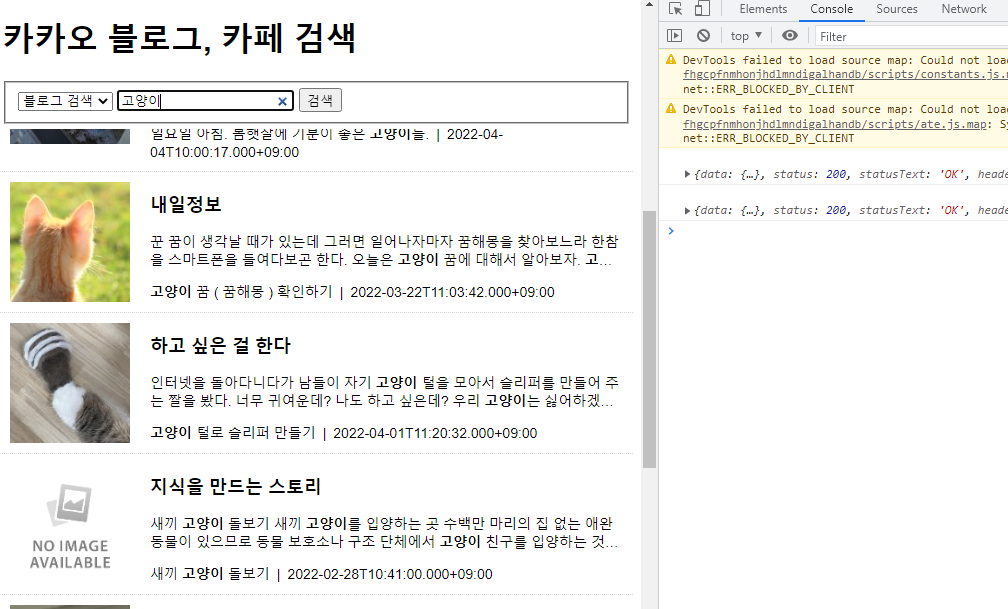 카카오 블로그, 카페 검색
블로그 검색 고양이 × 검색
일요일 아침. 봄햇살에 기분이 좋은 고양이들. | 2022-04-
04T10:00:17.000+09:00
내일정보
꾼 꿈이 생각날 때가 있는데 그러면 일어나자마자 꿈해몽을 찾아보느라 한참
을 스마트폰을 들여다보곤 한다. 오늘은 고양이 꿈에 대해서 알아보자. 고...
고양이 꿈 ( 꿈해몽 ) 확인하기 | 2022-03-22T11:03:42.000+09:00
하고 싶은 걸 한다
인터넷을 돌아다니다가 남들이 자기 고양이 털을 모아서 슬리퍼를 만들어 주
는 짤을 봤다. 너무 귀여운데? 나도 하고 싶은데? 우리 고양이는 싫어하겠...
고양이 털로 슬리퍼 만들기 | 2022-04-01T11:20:32.000+09:00
NO IMAGE
AVAILABLE
지식을 만드는 스토리
새끼 고양이 돌보기 새끼 고양이를 입양하는 곳 수백만 마리의 집 없는 애완
동물이 있으므로 동물 보호소나 구조 단체에서 고양이 친구를 입양하는 것...
새끼 고양이 돌보기 | 2022-02-28T10:41:00.000+09:00
Elements Console Sources Network
top Filter
DevTools failed to load source map: Could not loa
fhgcpfnmhonjhdlmndigalhandb/scripts/constants.js.m
net::ERR_BLOCKED_BY_CLIENT
DevTools failed to load source map: Could not loa
fhgcpfnmhonjhdlmndigalhandb/scripts/ate.js.map: Sy
net::ERR_BLOCKED_BY_CLIENT
{data: {…}, status: 200, statusText: 'OK', heade
{data: {…}, status: 200, statusText: 'OK', heade